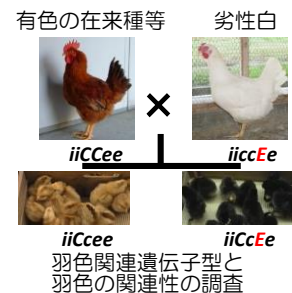 有色の在来種等 劣性白
×
iiCCee iiccEe
iiCcee iiCcEe
羽色関連遺伝子型と
羽色の関連性の調査